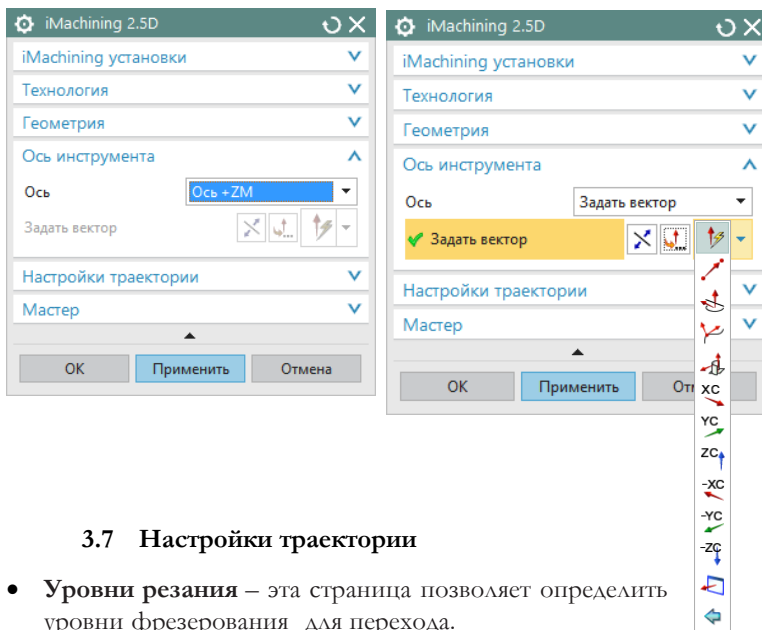 iMachining 2.5D
iMachining установки
Технология
Геометрия
Ось инструмента
Ось
Ось +ZM
Задать вектор
Настройки траектории
Мастер
ОК
Применить
Отмена
iMachining 2.5D
iMachining установки
Технология
Геометрия
Ось инструмента
Ось
Задать вектор
Задать вектор
Настройки траектории
Мастер
ОК
Применить
От
XC
YC
ZC
-XC
-YC
-ZC
3.7 Настройки траектории
• Уровни резания – эта страница позволяет определить
уровни фрезерования для перехода.